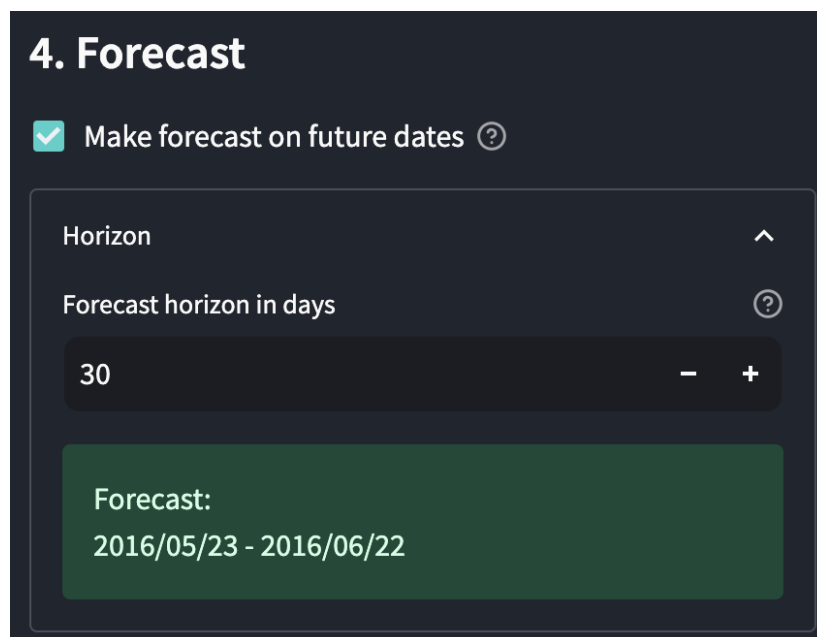 4. Forecast
Make forecast on future dates ?
Horizon
Forecast horizon in days ?
30 - +
Forecast:
2016/05/23 - 2016/06/22